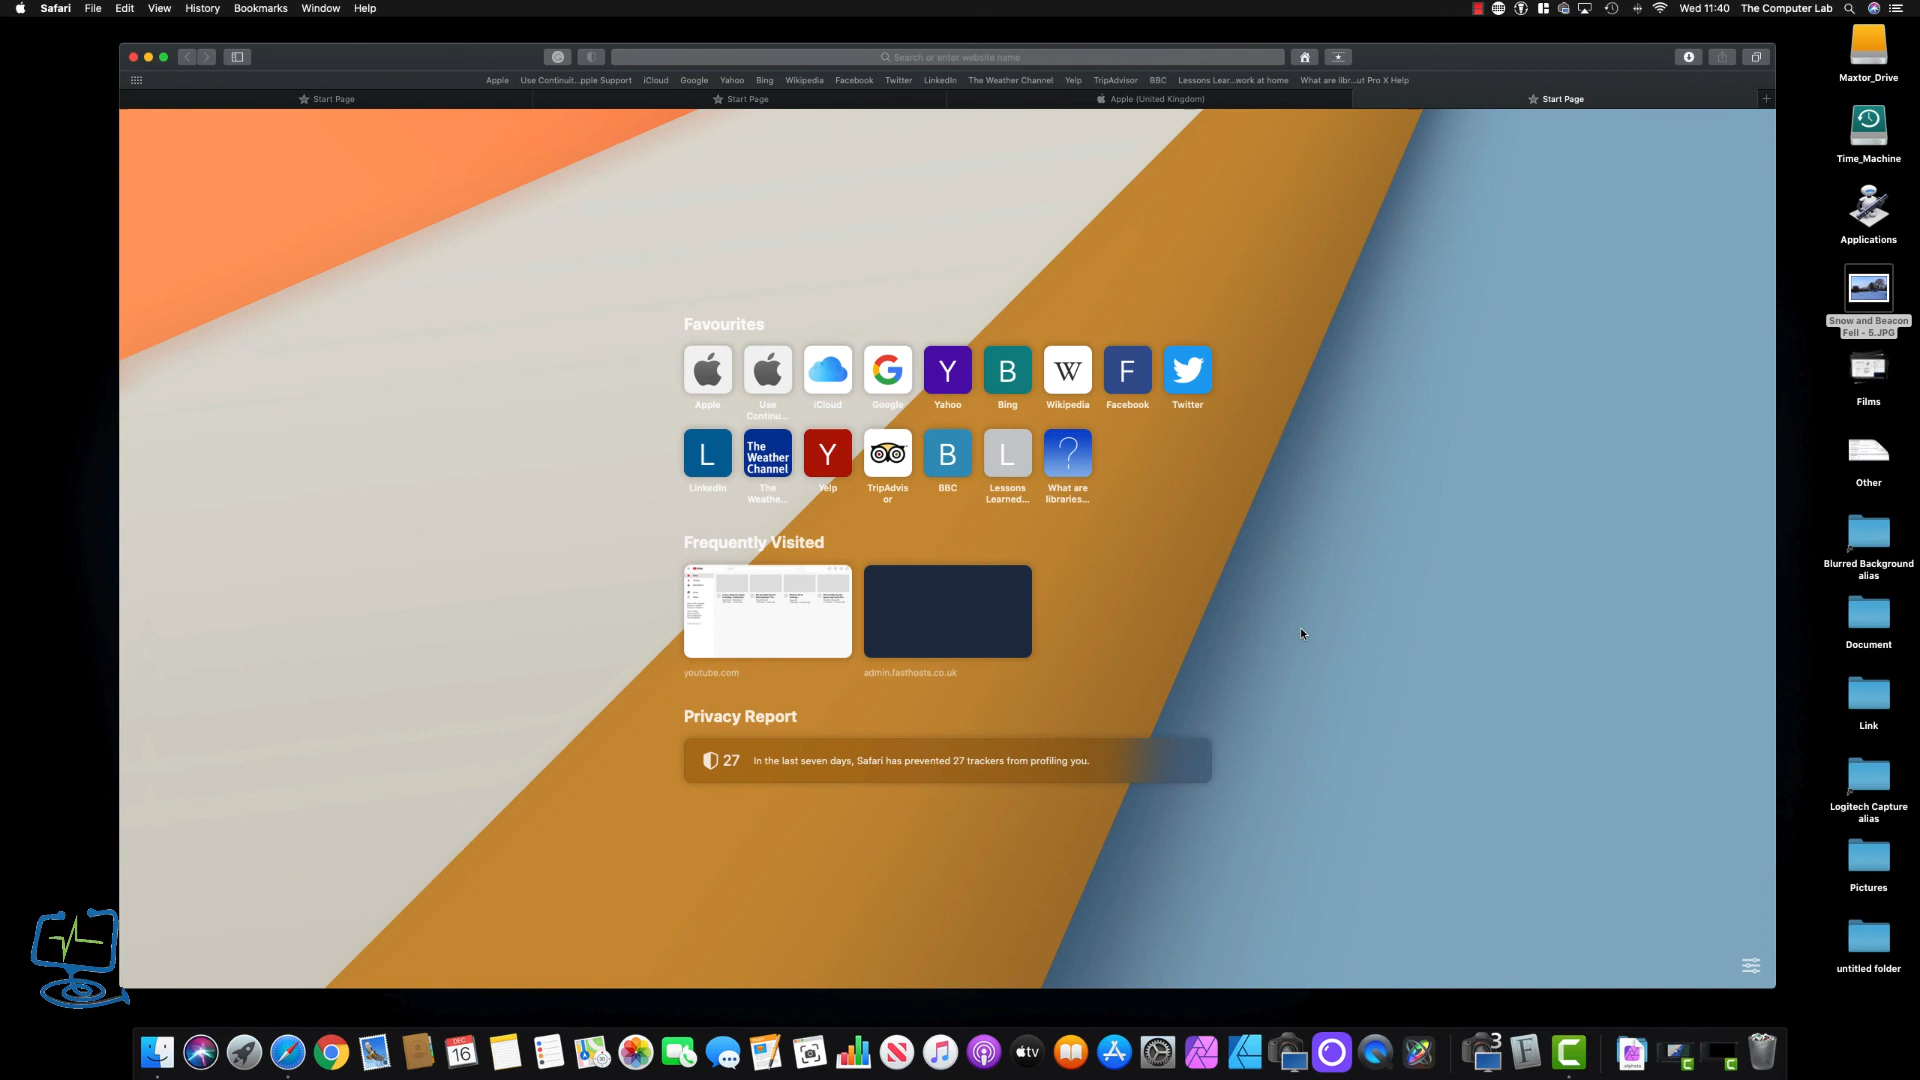 Safari File Edit View History Bookmarks Window Help
Wed 11:40 The Computer Lab
Search or enter website name
Apple Use Continuit...pple Support iCloud Google Yahoo Bing Wikipedia Facebook Twitter LinkedIn The Weather Channel Yelp TripAdvisor BBC Lessons Lear...work at home What are libr...ut Pro X Help
Start Page Start Page Apple (United Kingdom) Start Page
Favourites
Y B W F
Apple Use Continu... iCloud Google Yahoo Bing Wikipedia Facebook Twitter
L The Weather Channel Y B L ?
LinkedIn The Weathe... Yelp TripAdvisor BBC Lessons Learned... What are libraries...
Frequently Visited
youtube.com admin.fasthosts.co.uk
Privacy Report
27 In the last seven days, Safari has prevented 27 trackers from profiling you.
Maxtor_Drive
Time_Machine
Applications
Snow and Beacon
Fell - 5.JPG
Films
Other
Blurred Background
alias
Document
Link
Logitech Capture
alias
Pictures
untitled folder
DEC
16
tv
3
F
C